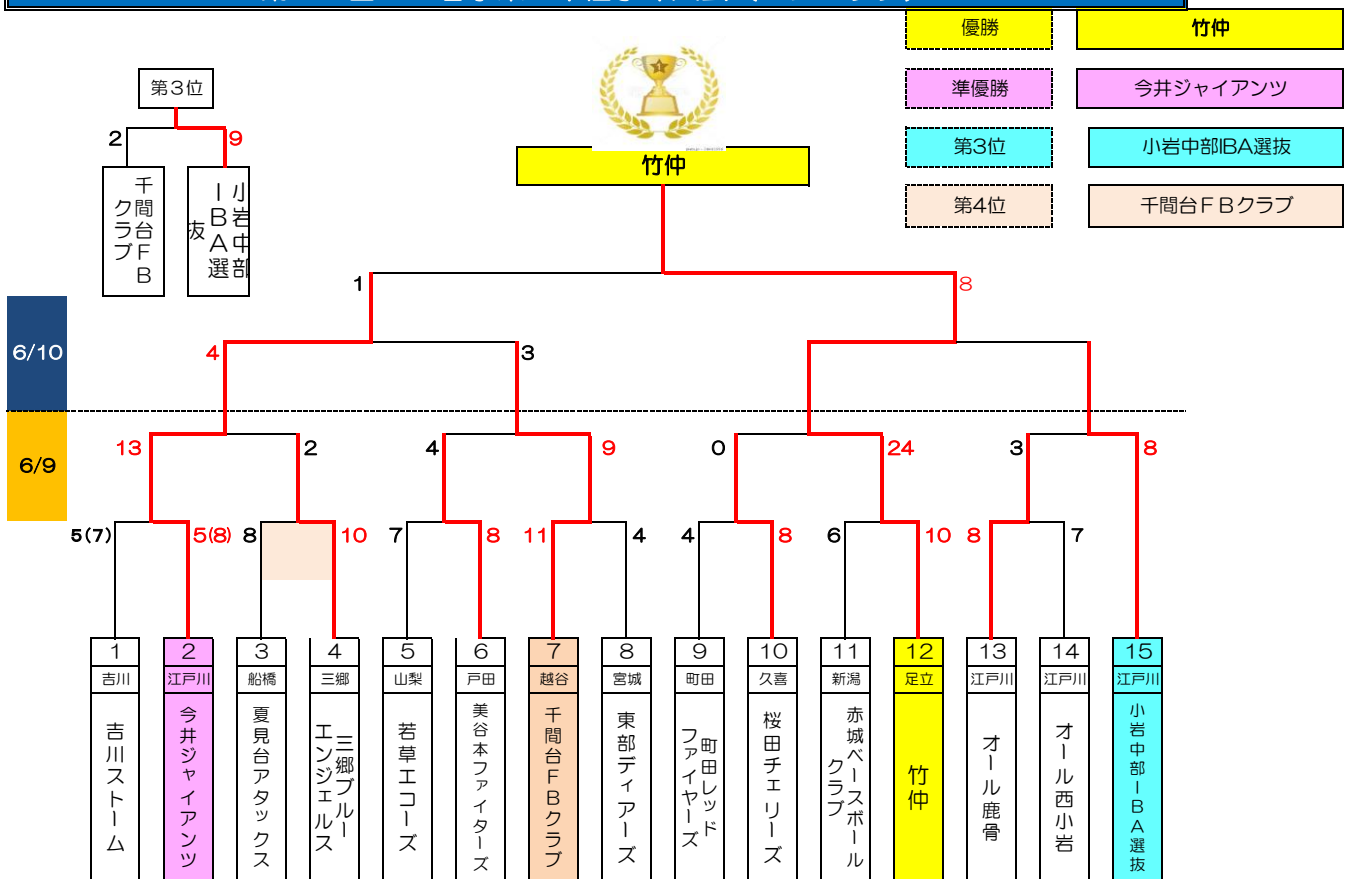 優勝
竹仲
準優勝
今井ジャイアンツ
第3位
小岩中部IBA選抜
第4位
千間台FBクラブ
第3位
2
9
千間台FB
クラブ
小岩中部
IBA選
抜
竹仲
1
8
6/10
4
3
6/9
13
2
4
9
0
24
3
8
5(7)
5(8)
8
10
7
8
11
4
4
8
6
10
8
7
1
2
3
4
5
6
7
8
9
10
11
12
13
14
15
吉川
江戸川
船橋
三郷
山梨
戸田
越谷
宮城
町田
久喜
新潟
足立
江戸川
江戸川
江戸川
吉川ストーム
今井ジャイアンツ
夏見台アタックス
三郷ブルー
エンジェルス
若草エコーズ
美谷本ファイターズ
千間台FBクラブ
東部ディアーズ
町田レッド
ファイヤーズ
桜田チェリーズ
赤城ベースボール
クラブ
竹仲
オール鹿骨
オール西小岩
小岩中部IBA選抜